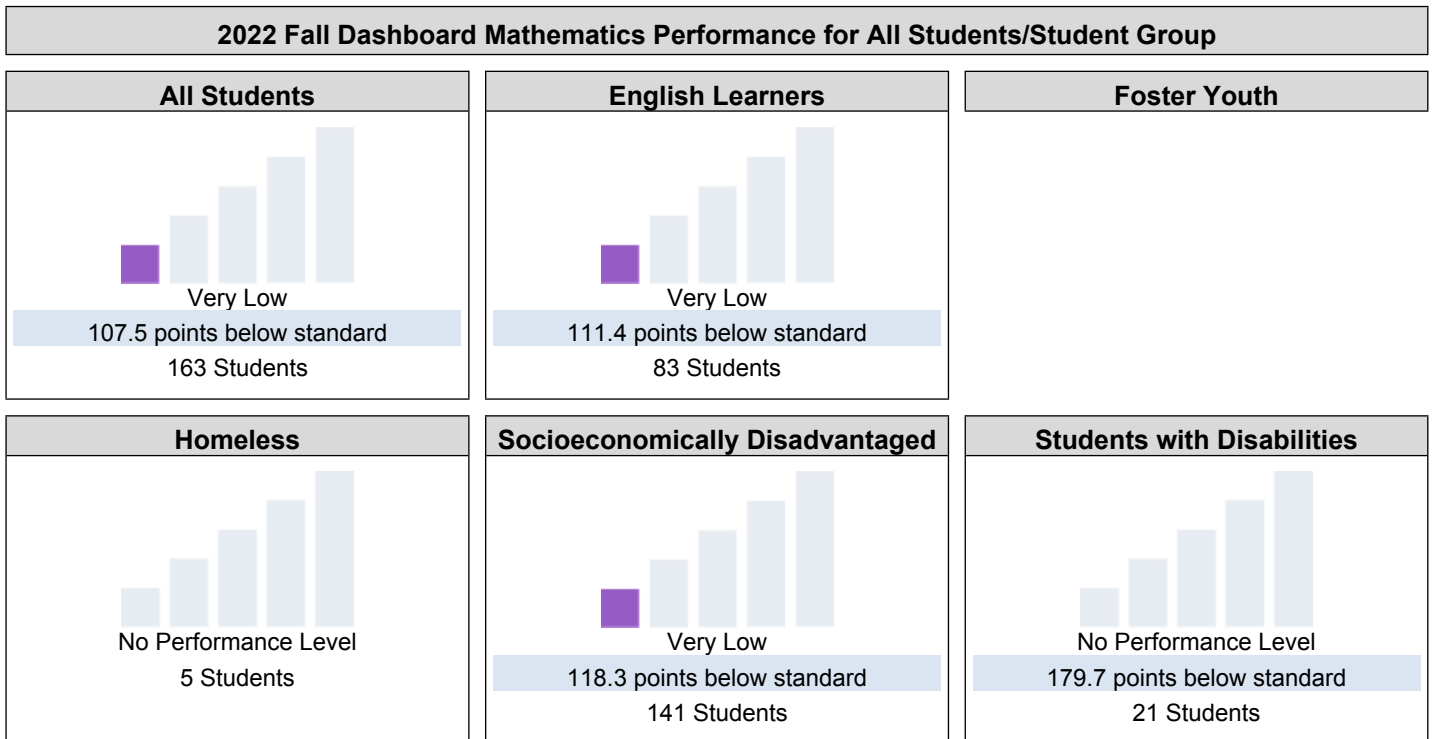 2022 Fall Dashboard Mathematics Performance for All Students/Student Group
All Students
Very Low
107.5 points below standard
163 Students
English Learners
Very Low
111.4 points below standard
83 Students
Foster Youth
Homeless
No Performance Level
5 Students
Socioeconomically Disadvantaged
Very Low
118.3 points below standard
141 Students
Students with Disabilities
No Performance Level
179.7 points below standard
21 Students